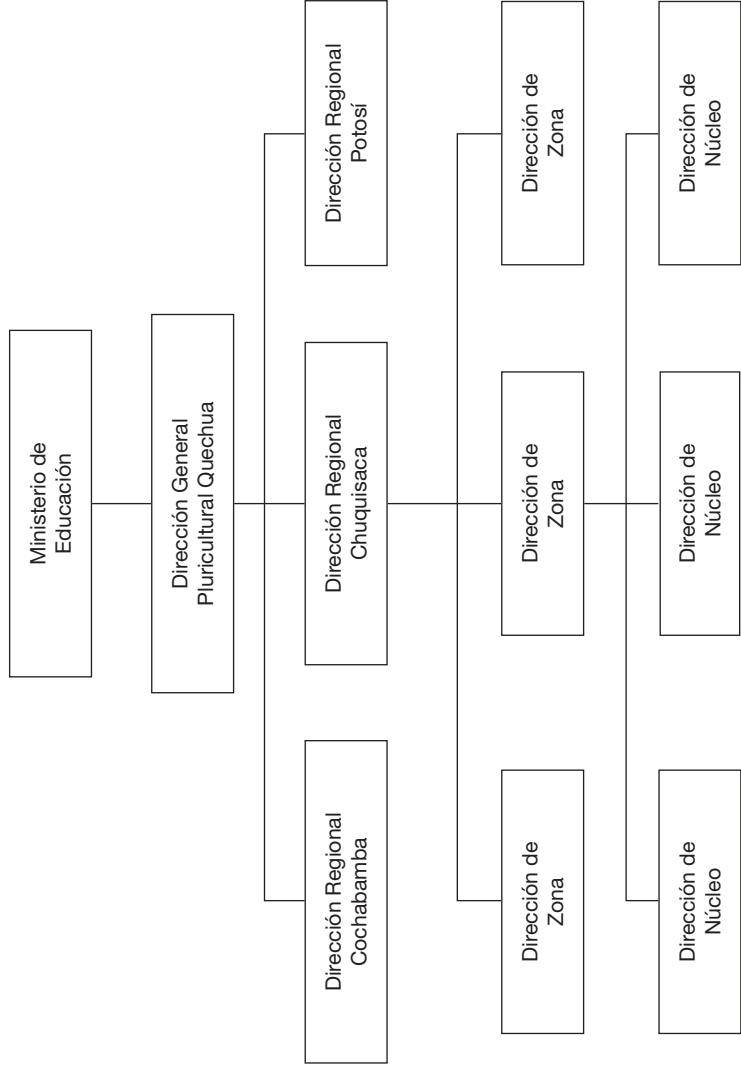 Ministerio de
Educación
Dirección General
Pluricultural Quechua
Dirección Regional
Cochabamba
Dirección Regional
Chuquisaca
Dirección Regional
Potosí
Dirección de
Zona
Dirección de
Zona
Dirección de
Zona
Dirección de
Núcleo
Dirección de
Núcleo
Dirección de
Núcleo